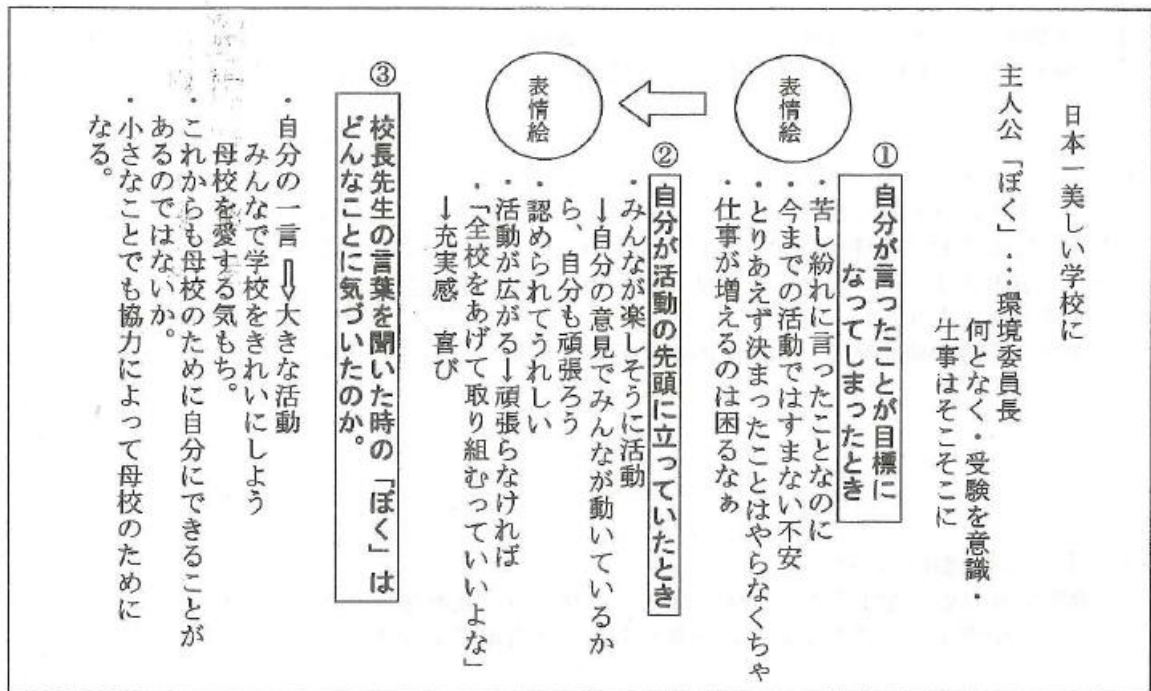 日本一美しい学校に
主人公「ぼく」…環境委員長
何となく・受験を意識・
仕事はそこそこに
表情絵
①
自分が言ったことが目標に
なってしまったとき
・苦し紛れに言ったことなのに
・今までの活動ではすまない不安
・とりあえず決まったことはやらなくちゃ
・仕事が増えるのは困るなぁ
②
自分が活動の先頭に立っていたとき
・みんなが楽しそうに活動
→自分の意見でみんなが動いているか
ら、自分も頑張ろう
・認められてうれしい
・活動が広がる→頑張らなければ
・「全校をあげて取り組むっていいよな」
→充実感 喜び
表情絵
③
校長先生の言葉を聞いた時の「ぼく」は
どんなことに気づいたのか。
・自分の一言⇒大きな活動
みんなで学校をきれいにしよう
母校を愛する気もち。
・これからも母校のために自分にできることが
あるのではないか。
・小さなことでも協力によって母校のために
なる。